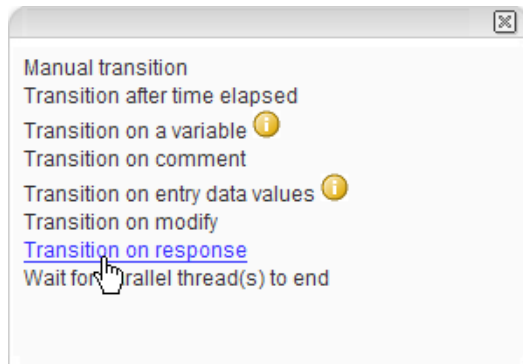 Manual transition
Transition after time elapsed
Transition on a variable
Transition on comment
Transition on entry data values
Transition on modify
Transition on response
Wait for thread(s) to end